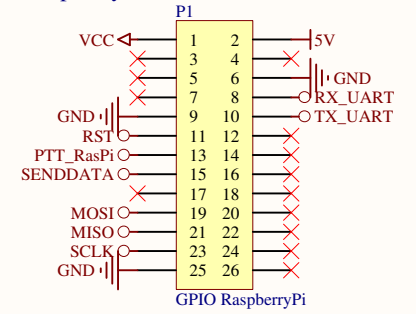 P1
VCC 1 2 5V
3 4
5 6 GND
7 8 RX_UART
GND 9 10 TX_UART
RST 11 12
PTT_RasPi 13 14
SENDDATA 15 16
17 18
MOSI 19 20
MISO 21 22
SCLK 23 24
GND 25 26
GPIO RaspberryPi